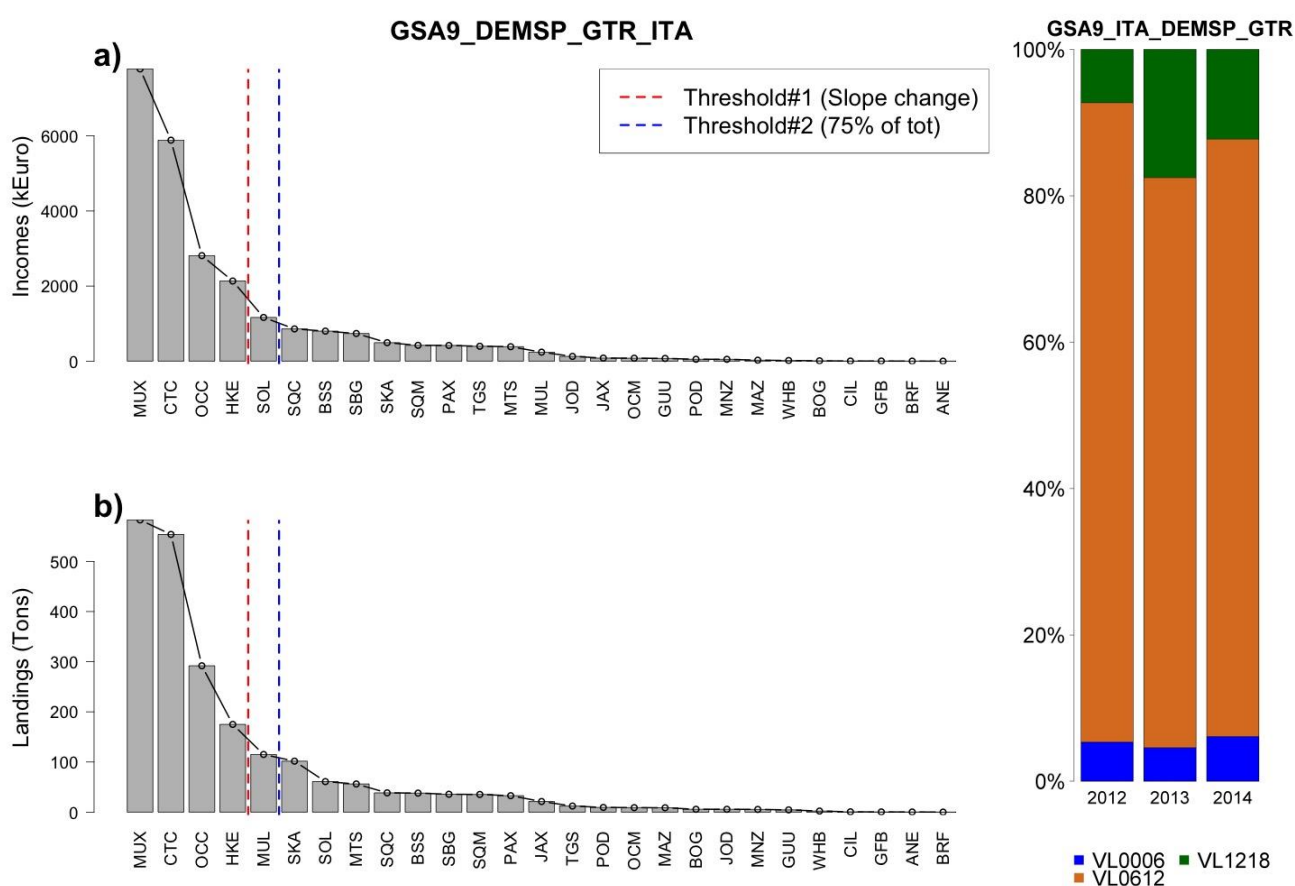 GSA9_DEMSP_GTR_ITA
a)
Incomes (kEuro)
6000
4000
2000
0
Threshold#1 (Slope change)
Threshold#2 (75% of tot)
MUX CTC OCC HKE SOL SQC BSS SBG SKA SQM PAX TGS MTS MUL JOD JAX OCM GUU POD MNZ MAZ WHB BOG CIL GFB BRF ANE
b)
Landings (Tons)
500
400
300
200
100
0
MUX CTC OCC HKE MUL SKA SOL MTS SQC BSS SBG SQM PAX JAX TGS POD OCM MAZ BOG JOD MNZ GUU WHB CIL GFB ANE BRF
GSA9_ITA_DEMSP_GTR
100%
80%
60%
40%
20%
0%
2012 2013 2014
VL0006 VL1218
VL0612